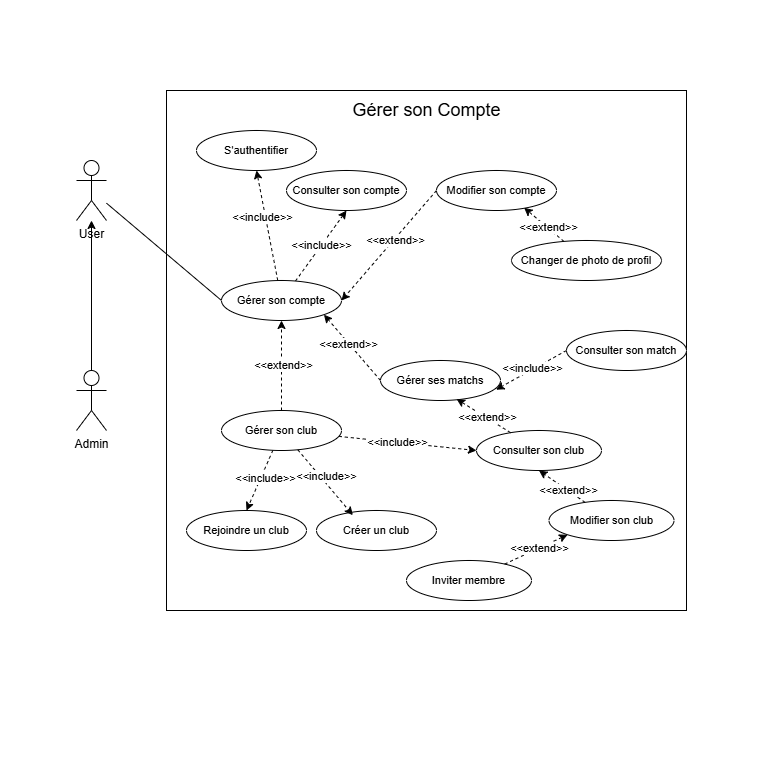 Gérer son Compte
S'authentifier
Consulter son compte
Modifier son compte
<<include>>
<<extend>>
User
<<include>>
<<extend>>
Changer de photo de profil
Gérer son compte
<<extend>>
Consulter son match
<<extend>>
<<include>>
Gérer ses matchs
Admin
<<extend>>
Gérer son club
<<include>>
Consulter son club
<<include>>
<<include>>
<<extend>>
Rejoindre un club
Créer un club
Modifier son club
<<extend>>
Inviter membre